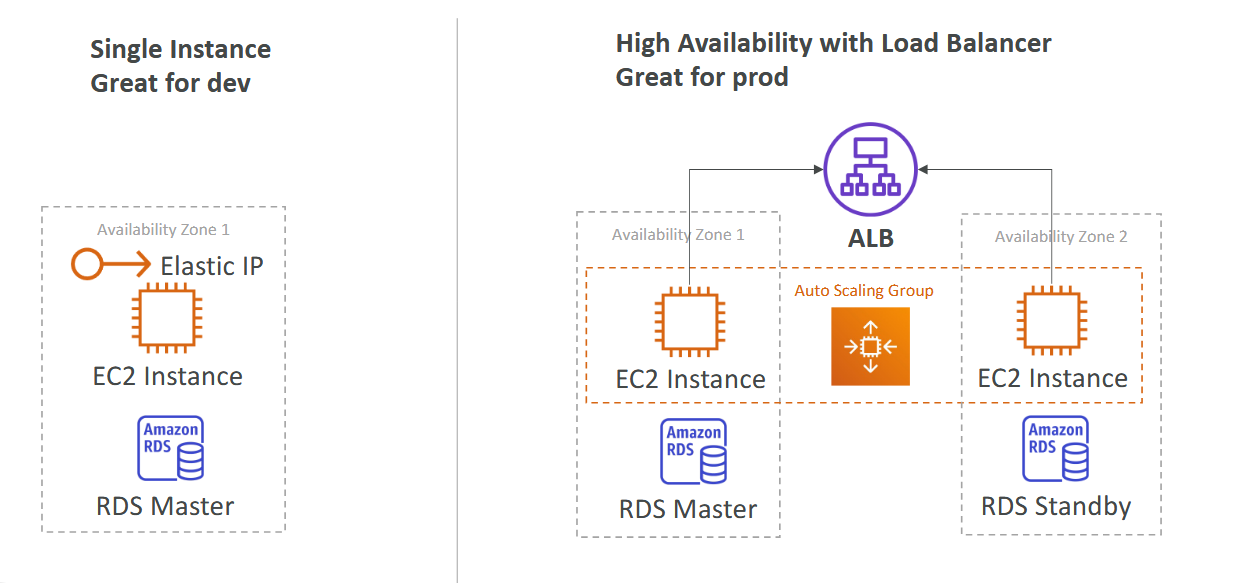 Single Instance
Great for dev
Availability Zone 1
Elastic IP
EC2 Instance
Amazon
RDS
RDS Master
High Availability with Load Balancer
Great for prod
ALB
Availability Zone 1
Availability Zone 2
Auto Scaling Group
EC2 Instance
EC2 Instance
Amazon
RDS
RDS Master
Amazon
RDS
RDS Standby